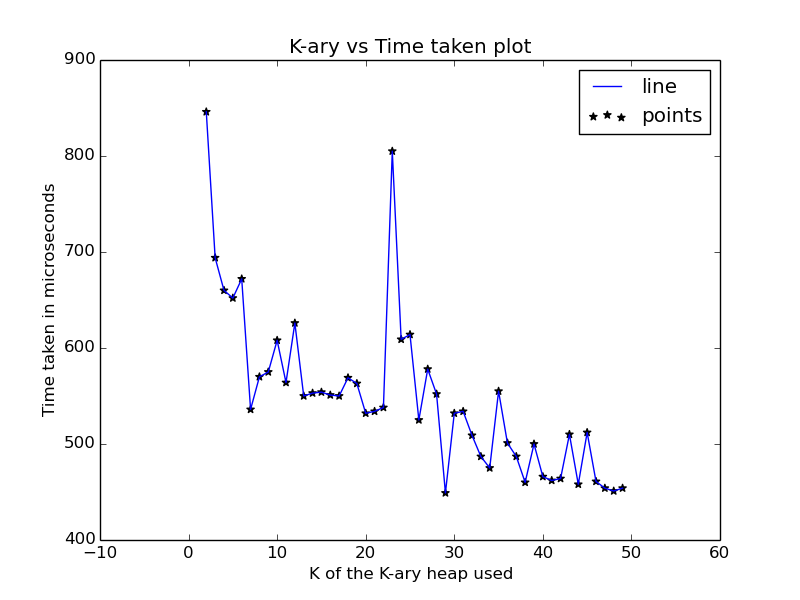 K-ary vs Time taken plot
line
points
Time taken in microseconds
900
800
700
600
500
400
−10
0
10
20
30
40
50
60
K of the K-ary heap used